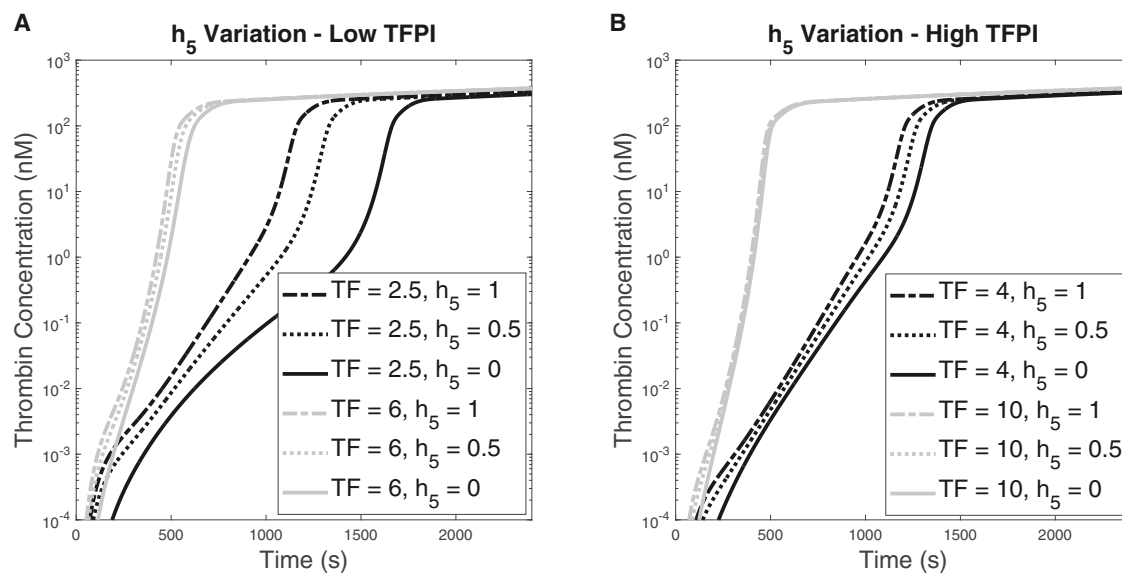 A
h5 Variation - Low TFPI
Thrombin Concentration (nM)
10^3
10^2
10^1
10^0
10^-1
10^-2
10^-3
10^-4
TF = 2.5, h5 = 1
TF = 2.5, h5 = 0.5
TF = 2.5, h5 = 0
TF = 6, h5 = 1
TF = 6, h5 = 0.5
TF = 6, h5 = 0
0 500 1000 1500 2000
Time (s)
B
h5 Variation - High TFPI
Thrombin Concentration (nM)
10^3
10^2
10^1
10^0
10^-1
10^-2
10^-3
10^-4
TF = 4, h5 = 1
TF = 4, h5 = 0.5
TF = 4, h5 = 0
TF = 10, h5 = 1
TF = 10, h5 = 0.5
TF = 10, h5 = 0
0 500 1000 1500 2000
Time (s)